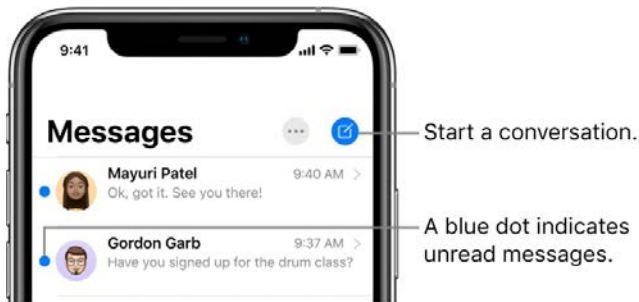 9:41
Messages
Start a conversation.
Mayuri Patel 9:40 AM
Ok, got it. See you there!
A blue dot indicates
unread messages.
Gordon Garb 9:37 AM
Have you signed up for the drum class?